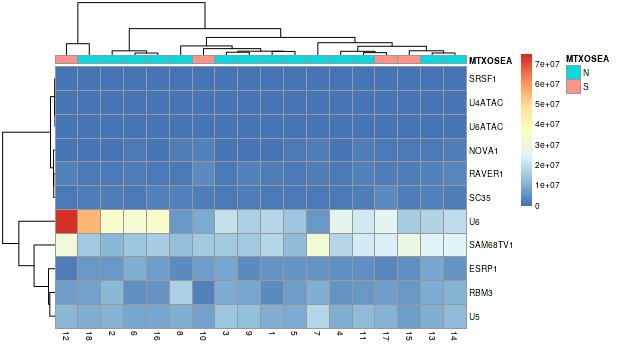 MTXOSEA
SRSF1
U4ATAC
U6ATAC
NOVA1
RAVER1
SC35
U6
SAM68TV1
ESRP1
RBM3
U5
12 18 2 6 16 8 10 3 9 1 5 7 4 11 17 15 13 14
7e+07
6e+07
5e+07
4e+07
3e+07
2e+07
1e+07
0
MTXOSEA
N
S